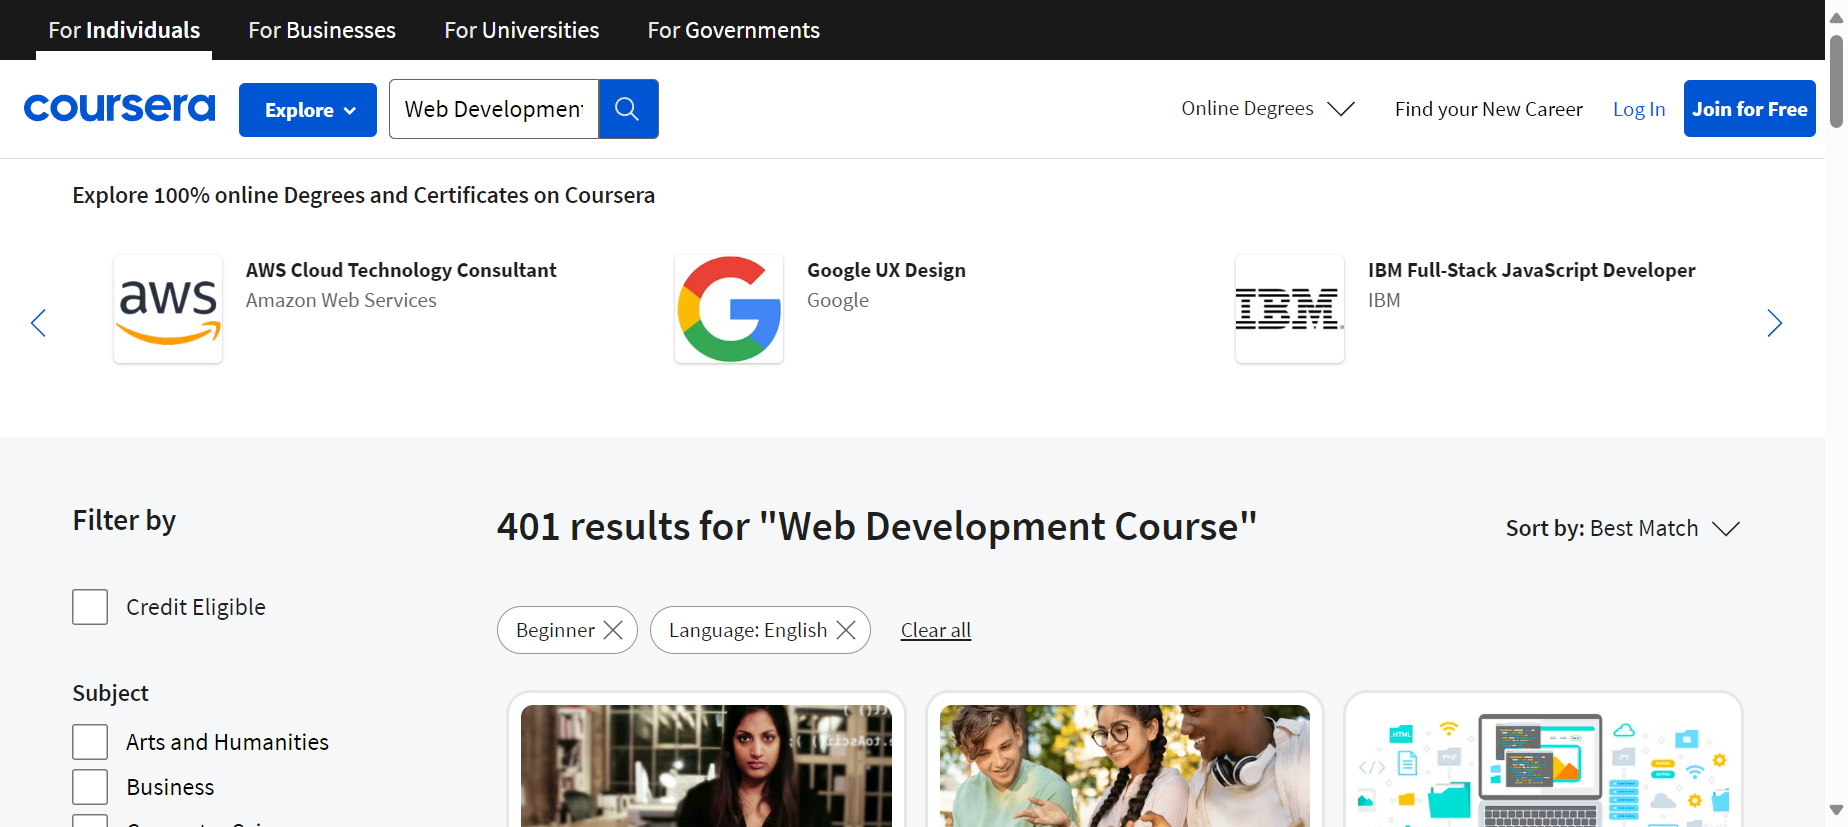 For Individuals
For Businesses
For Universities
For Governments
coursera
Explore
Web Development
Online Degrees
Find your New Career
Log In
Join for Free
Explore 100% online Degrees and Certificates on Coursera
aws
AWS Cloud Technology Consultant
Amazon Web Services
Google UX Design
Google
IBM
IBM Full-Stack JavaScript Developer
IBM
Filter by
401 results for "Web Development Course"
Sort by: Best Match
Credit Eligible
Beginner
Language: English
Clear all
Subject
Arts and Humanities
Business
HTML
PHP